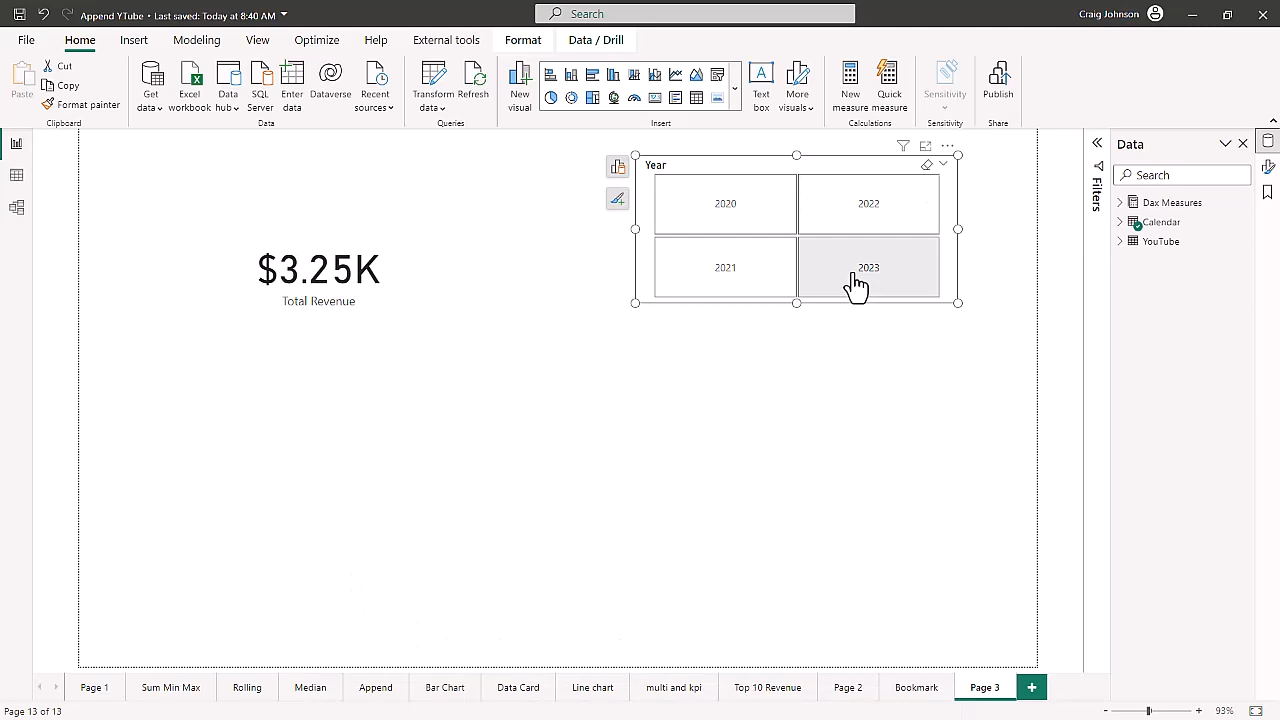 Append YTube • Last saved: Today at 8:40 AM
Search
Craig Johnson
File Home Insert Modeling View Optimize Help External tools Format Data / Drill
Paste
Cut
Copy
Format painter
Clipboard
Get data
Excel workbook
Data hub
SQL Server
Enter data
Dataverse
Recent sources
Data
Transform data
Refresh
Queries
New visual
Text box
More visuals
Insert
New measure
Quick measure
Calculations
Sensitivity
Sensitivity
Publish
Share
$3.25K
Total Revenue
Year
2020
2022
2021
2023
Filters
Data
Search
Dax Measures
Calendar
YouTube
Page 1 Sum Min Max Rolling Median Append Bar Chart Data Card Line chart multi and kpi Top 1 Revenue Page 2 Bookmark Page 3
Page 13 of 13
- + 93%